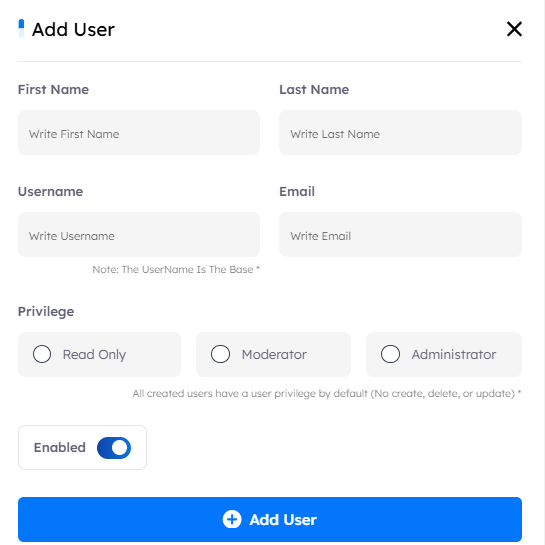 Add User
First Name
Last Name
Write First Name
Write Last Name
Username
Email
Write Username
Write Email
Note: The UserName Is The Base *
Privilege
Read Only
Moderator
Administrator
All created users have a user privilege by default (No create, delete, or update) *
Enabled
Add User